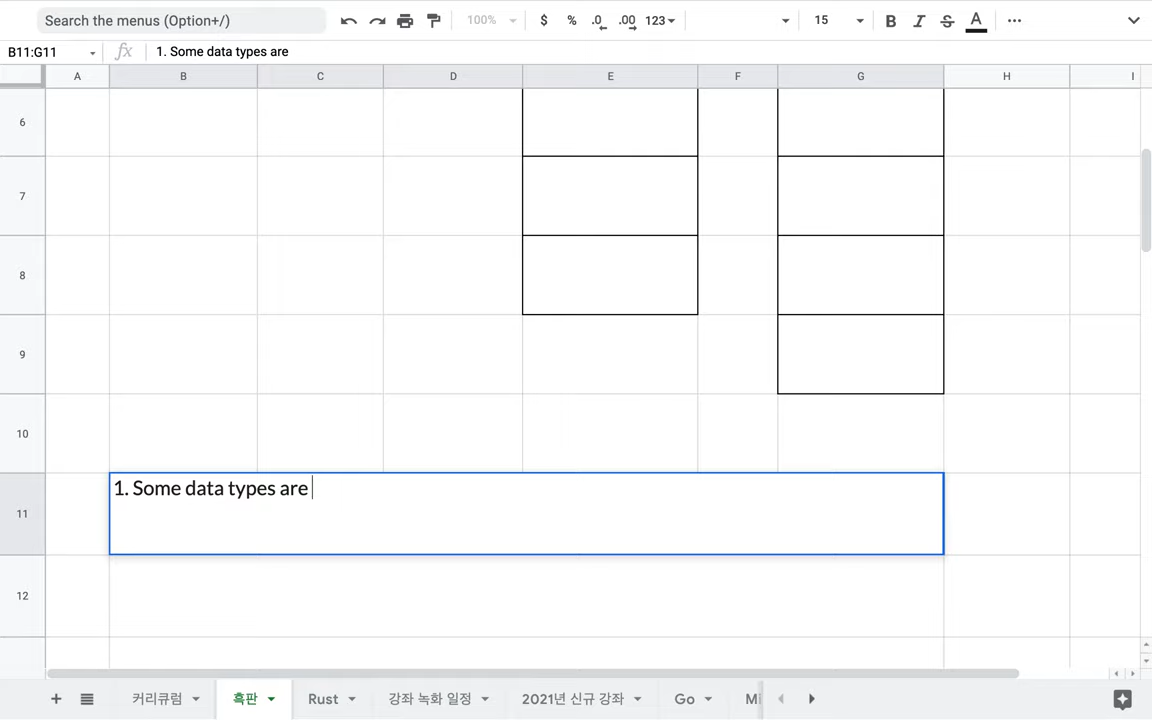 Search the menus (Option+/) 100% $ % .0 .00 123 15 B I S A
B11:G11 fx 1. Some data types are
A B C D E F G H I
6
7
8
9
10
1. Some data types are
11
12
+ 커리큘럼 흑판 Rust 강좌 녹화 일정 2021년 신규 강좌 Go Mi